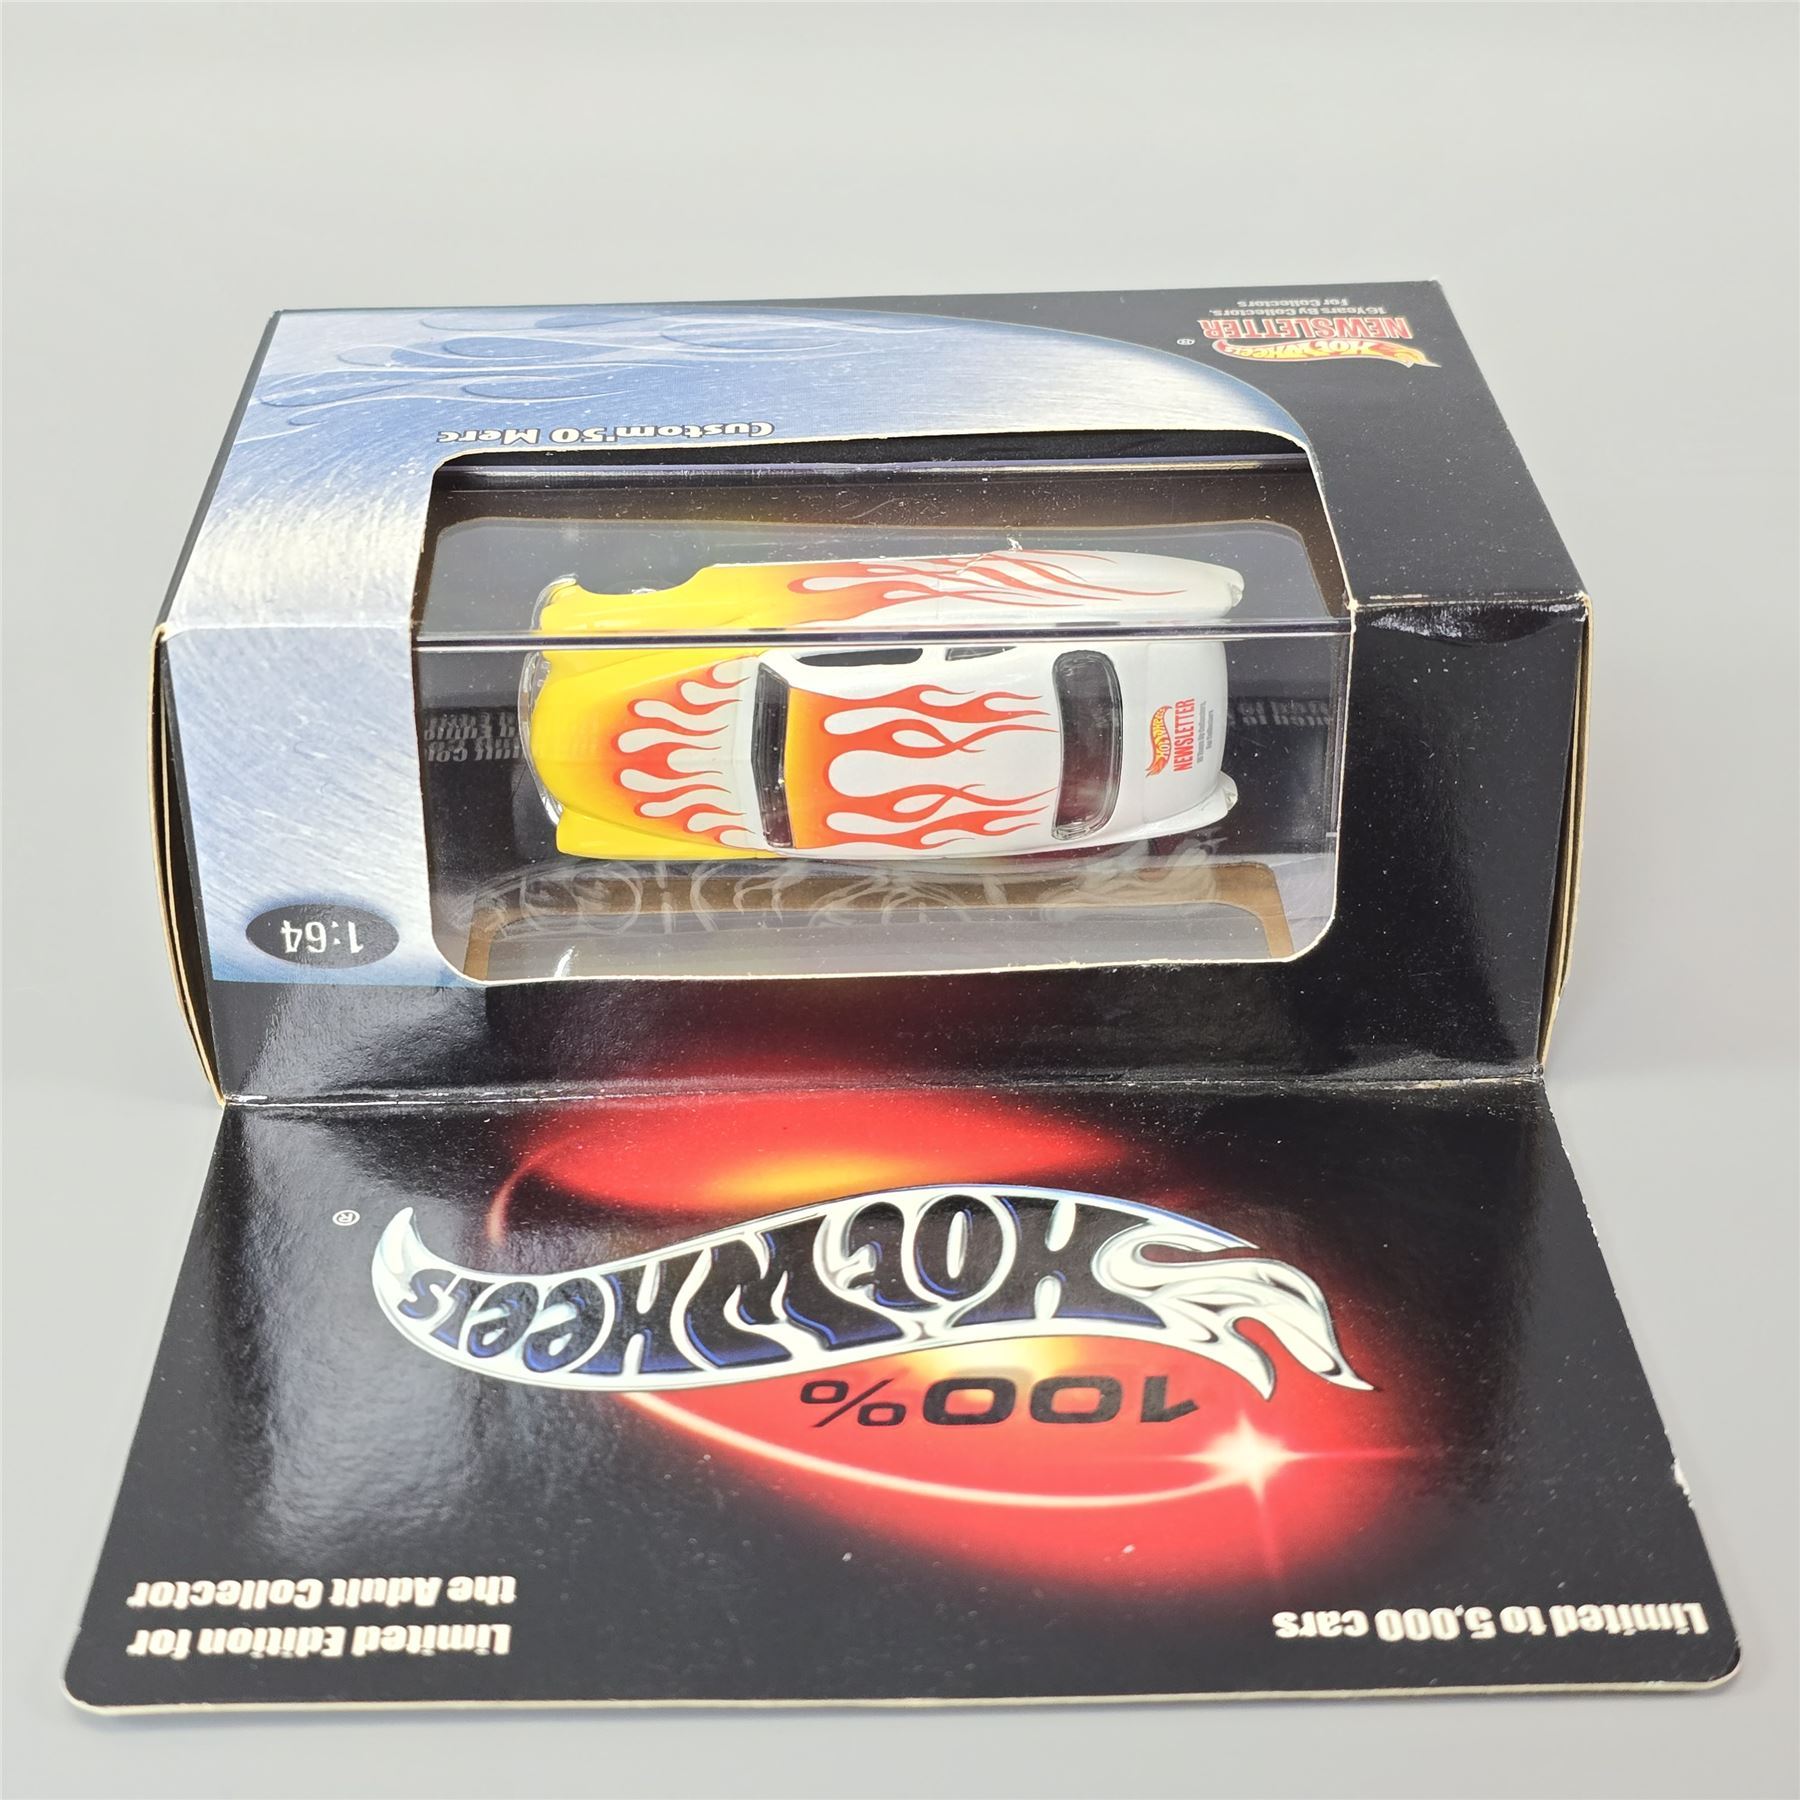 HOT WHEELS
NEWSLETTER
16 Years By Collectors,
For Collectors
®
Custom '50 Merc
HOT WHEELS
NEWSLETTER
1:64
®
HOT WHEELS
100%
Limited Edition for
the Adult Collector
Limited to 5,000 cars